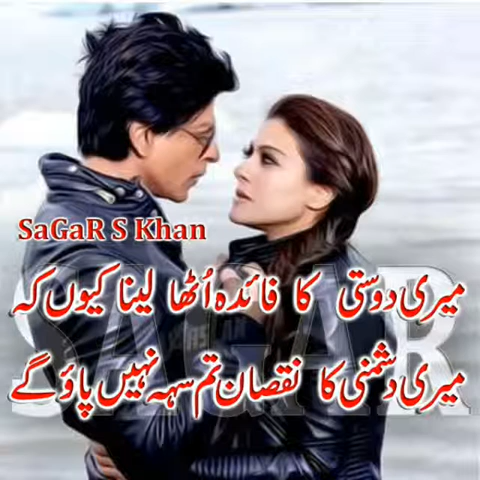 SaGaR S Khan
میری دوستی کا فائدہ اُٹھا لینا کیوں کہ
میری دشمنی کا نقصان تم سہہ نہیں پاؤ گے
SAGAR